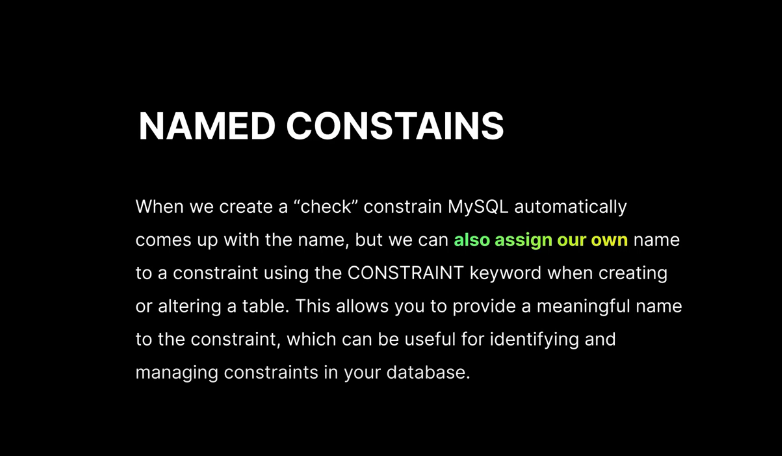 NAMED CONSTAINS
When we create a “check” constrain MySQL automatically
comes up with the name, but we can also assign our own name
to a constraint using the CONSTRAINT keyword when creating
or altering a table. This allows you to provide a meaningful name
to the constraint, which can be useful for identifying and
managing constraints in your database.